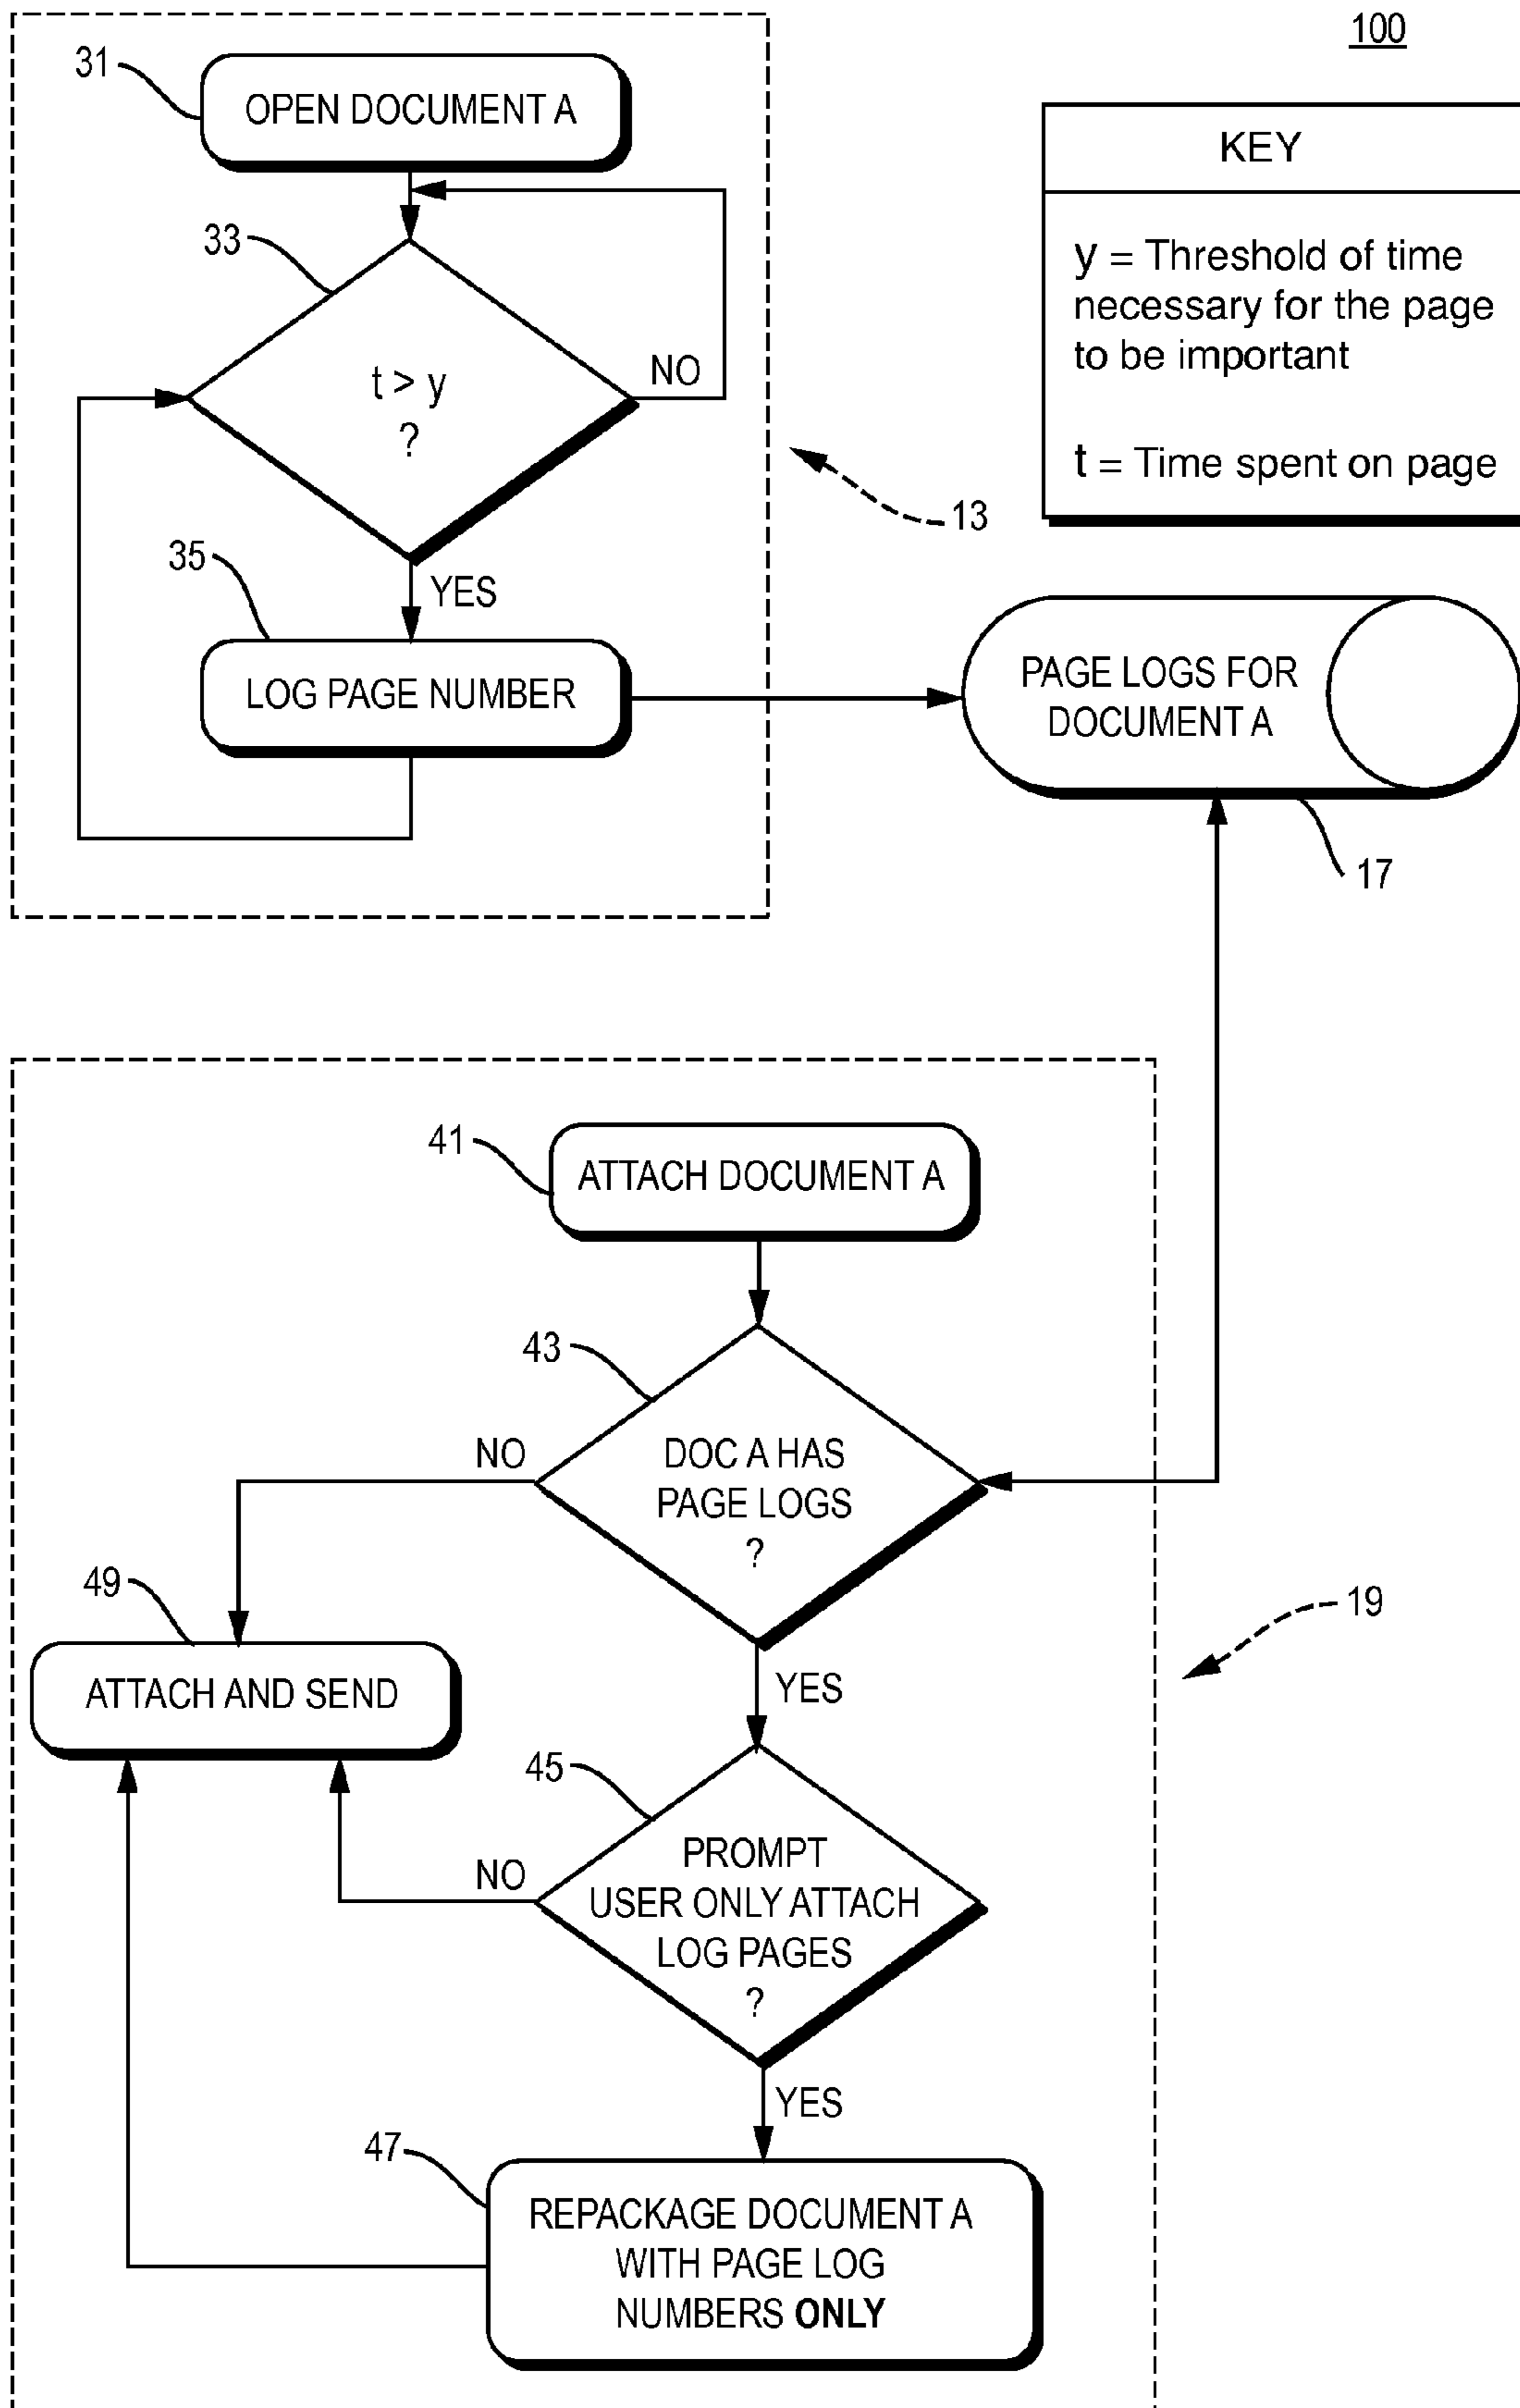 100
31
OPEN DOCUMENT A
KEY
y = Threshold of time
necessary for the page
to be important
t = Time spent on page
33
t > y
?
NO
13
35
YES
LOG PAGE NUMBER
PAGE LOGS FOR
DOCUMENT A
17
41
ATTACH DOCUMENT A
43
NO
DOC A HAS
PAGE LOGS
?
49
19
ATTACH AND SEND
YES
45
NO
PROMPT
USER ONLY ATTACH
LOG PAGES
?
YES
47
REPACKAGE DOCUMENT A
WITH PAGE LOG
NUMBERS ONLY